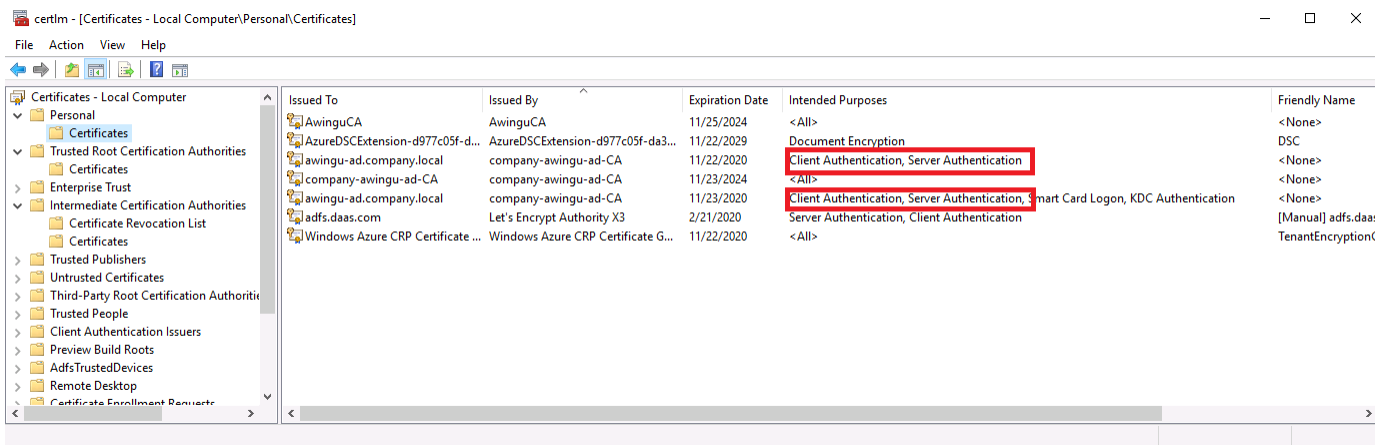 certlm - [Certificates - Local Computer\Personal\Certificates]
File Action View Help
Certificates - Local Computer
Personal
Certificates
Trusted Root Certification Authorities
Certificates
Enterprise Trust
Intermediate Certification Authorities
Certificate Revocation List
Certificates
Trusted Publishers
Untrusted Certificates
Third-Party Root Certification Authoritie
Trusted People
Client Authentication Issuers
Preview Build Roots
AdfsTrustedDevices
Remote Desktop
Certificate Enrollment Requests
Issued To Issued By Expiration Date Intended Purposes Friendly Name
AwinguCA AwinguCA 11/25/2024 <All> <None>
AzureDSCExtension-d977c05f-d... AzureDSCExtension-d977c05f-da3... 11/22/2029 Document Encryption DSC
awingu-ad.company.local company-awingu-ad-CA 11/22/2020 Client Authentication, Server Authentication <None>
company-awingu-ad-CA company-awingu-ad-CA 11/23/2024 <All> <None>
awingu-ad.company.local company-awingu-ad-CA 11/23/2020 Client Authentication, Server Authentication, Smart Card Logon, KDC Authentication <None>
adfs.daas.com Let's Encrypt Authority X3 2/21/2020 Server Authentication, Client Authentication [Manual] adfs.daas
Windows Azure CRP Certificate ... Windows Azure CRP Certificate G... 11/22/2020 <All> TenantEncryptionC